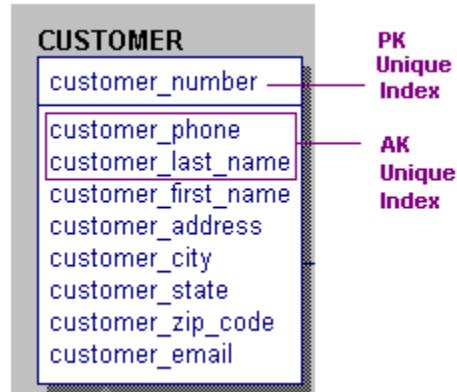 CUSTOMER
customer_number
customer_phone
customer_last_name
customer_first_name
customer_address
customer_city
customer_state
customer_zip_code
customer_email
PK
Unique
Index
AK
Unique
Index